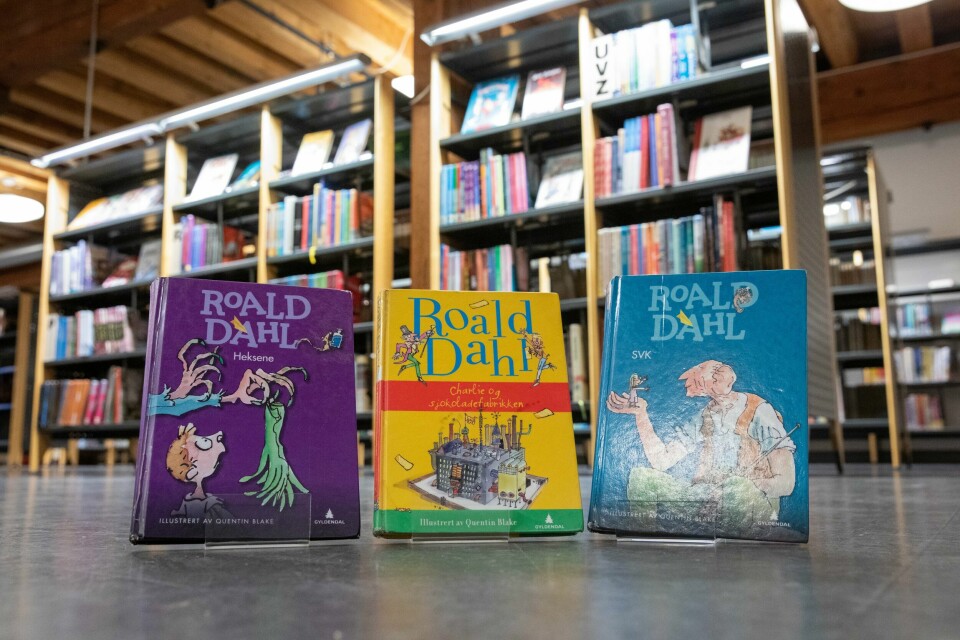 UVZ
ROALD
DAHL
Heksene
ILLUSTRERT AV QUENTIN BLAKE
GYLDENDAL
Roald
Dahl
Charlie og
sjokoladefabrikken
Illustrert av Quentin Blake
GYLDENDAL
ROALD
DAHL
SVK
ILLUSTRERT AV QUENTIN BLAKE
GYLDENDAL